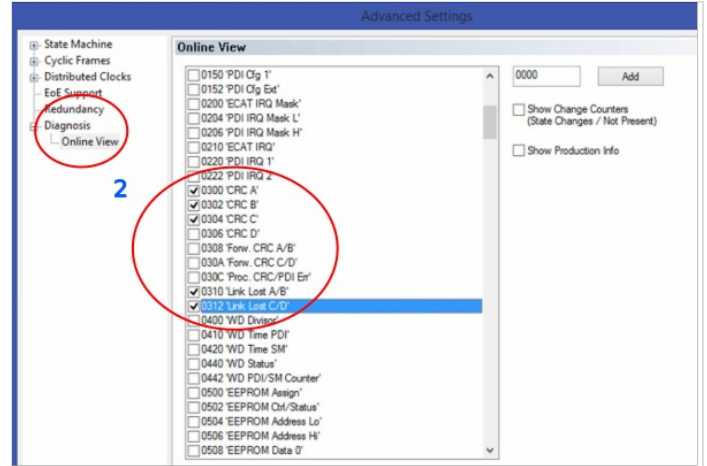 Advanced Settings
State Machine
Cyclic Frames
Distributed Clocks
EoE Support
Redundancy
Diagnosis
Online View
2
Online View
0150 'PDI Cfg 1'
0152 'PDI Cfg Ext'
0200 'ECAT IRQ Mask'
0204 'PDI IRQ Mask L'
0206 'PDI IRQ Mask H'
0210 'ECAT IRQ'
0220 'PDI IRQ 1'
0222 'PDI IRQ 2'
0300 'CRC A'
0302 'CRC B'
0304 'CRC C'
0306 'CRC D'
0308 'Forw. CRC A/B'
030A 'Forw. CRC C/D'
030C 'Proc. CRC/PDI Err'
0310 'Link Lost A/B'
0312 'Link Lost C/D'
0400 'WD Divisor'
0410 'WD Time PDI'
0420 'WD Time SM'
0440 'WD Status'
0442 'WD PDI/SM Counter'
0500 'EEPROM Assign'
0502 'EEPROM Ctrl/Status'
0504 'EEPROM Address Lo'
0506 'EEPROM Address Hi'
0508 'EEPROM Data 0'
0000
Add
Show Change Counters
(State Changes / Not Present)
Show Production Info